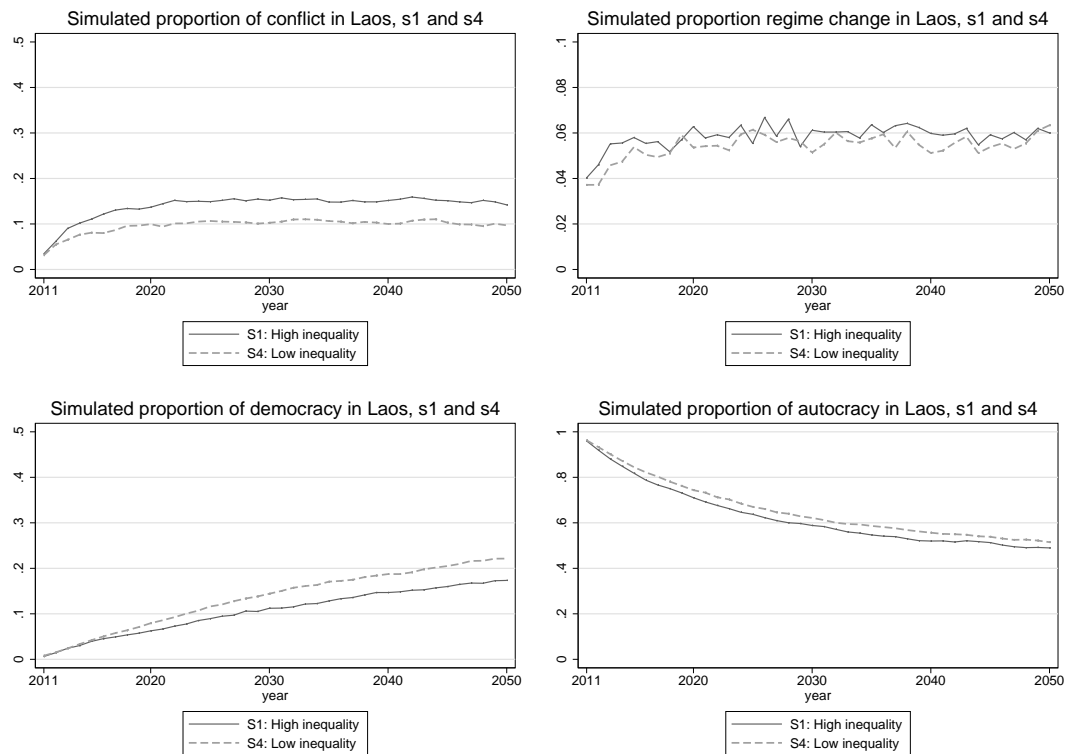 Simulated proportion of conflict in Laos, s1 and s4
.5
.4
.3
.2
.1
0
2011 2020 2030 2040 2050
year
S1: High inequality
S4: Low inequality
Simulated proportion regime change in Laos, s1 and s4
.1
.08
.06
.04
.02
0
2011 2020 2030 2040 2050
year
S1: High inequality
S4: Low inequality
Simulated proportion of democracy in Laos, s1 and s4
.5
.4
.3
.2
.1
0
2011 2020 2030 2040 2050
year
S1: High inequality
S4: Low inequality
Simulated proportion of autocracy in Laos, s1 and s4
1
.8
.6
.4
.2
0
2011 2020 2030 2040 2050
year
S1: High inequality
S4: Low inequality